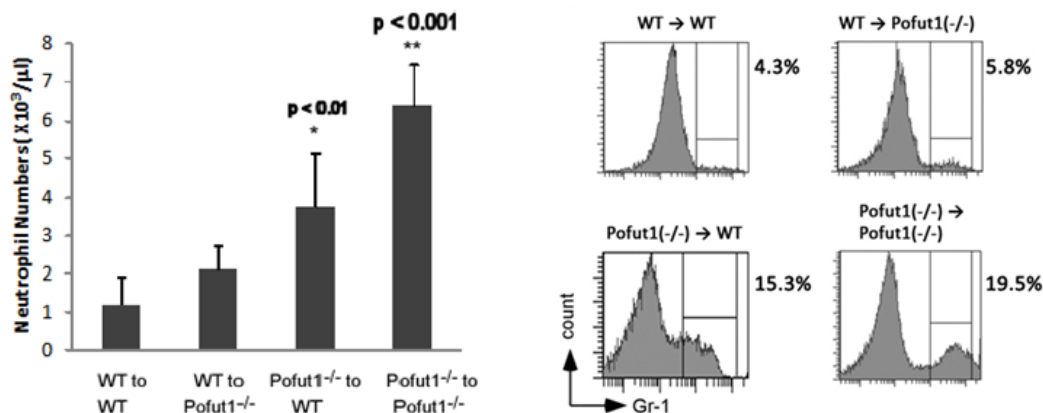 Neutrophil Numbers(X10³/µl)
8
7
6
5
4
3
2
1
0
p < 0.01
*
p < 0.001
**
WT to
WT
WT to
Pofut1⁻/⁻
Pofut1⁻/⁻ to
WT
Pofut1⁻/⁻ to
Pofut1⁻/⁻
WT → WT
4.3%
WT → Pofut1(-/-)
5.8%
Pofut1(-/-) → WT
15.3%
Pofut1(-/-) →
Pofut1(-/-)
19.5%
count
Gr-1